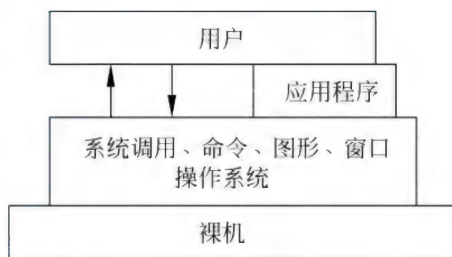 用户
应用程序
系统调用、命令、图形、窗口
操作系统
裸机